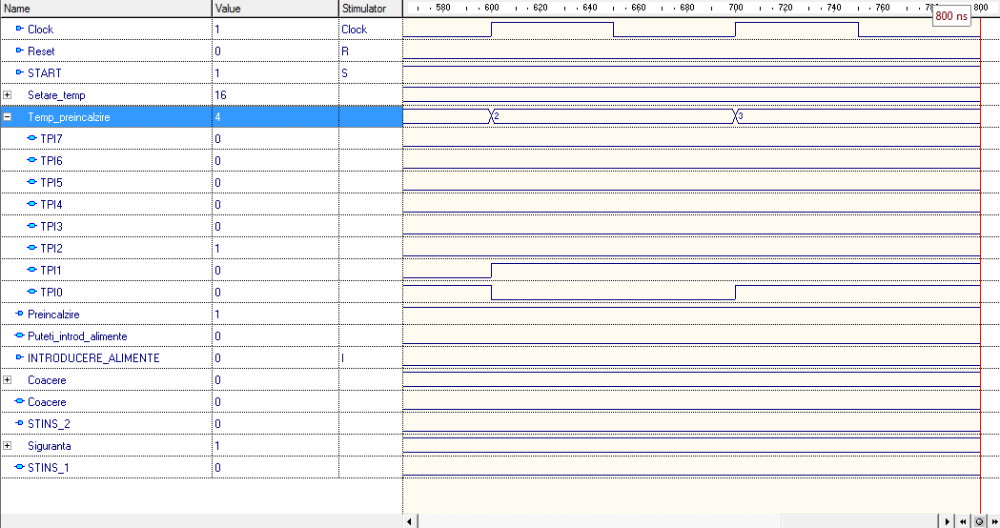 Name Value Stimulator 580 600 620 640 660 680 700 720 740 760 800
800 ns
Clock 1 Clock
Reset 0 R
START 1 S
Setare_temp 16
Temp_preincalzire 4 2 3
TPI7 0
TPI6 0
TPI5 0
TPI4 0
TPI3 0
TPI2 1
TPI1 0
TPI0 0
Preincalzire 1
Puteti_introd_alimente 0
INTRODUCERE_ALIMENTE 0 I
Coacere 0
Coacere 0
STINS_2 0
Siguranta 1
STINS_1 0